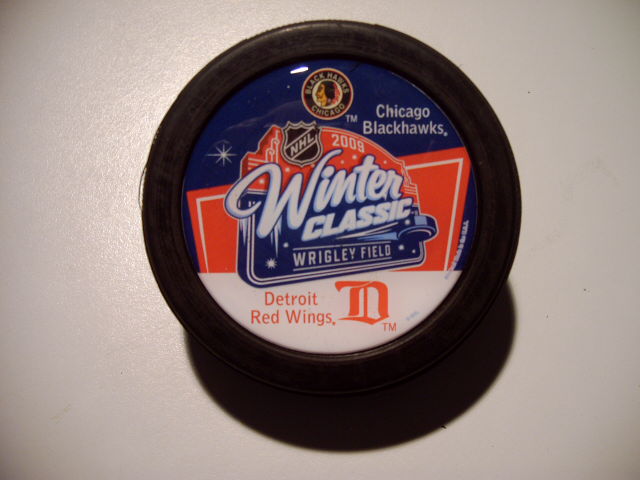 BLACK HAWKS
CHICAGO
TM
Chicago
Blackhawks®
NHL
2009
Winter
CLASSIC
WRIGLEY FIELD
Detroit
Red Wings®
D
TM